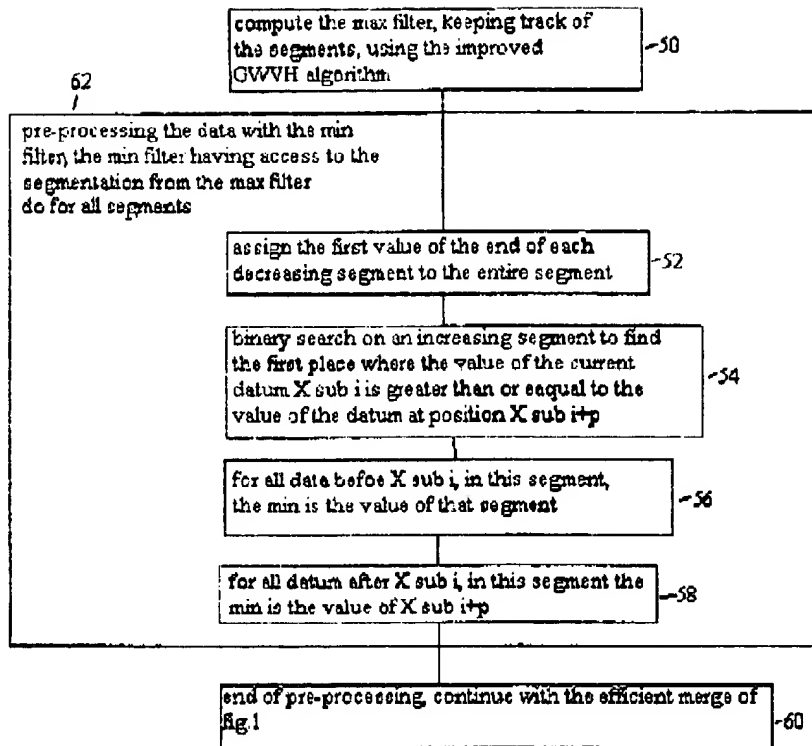 compute the max filter, keeping track of
the segments, using the improved
GWVH algorithm
50
62
pre-processing the data with the min
filter, the min filter having access to the
segmentation from the max filter
do for all segments
assign the first value of the end of each
decreasing segment to the entire segment
52
binary search on an increasing segment to find
the first place where the value of the current
datum X sub i is greater than or eequal to the
value of the datum at position X sub i+p
54
for all data befoe X sub i, in this segment,
the min is the value of that segment
56
for all datum after X sub i, in this segment the
min is the value of X sub i+p
58
end of pre-processing, continue with the efficient merge of
fig.1
60